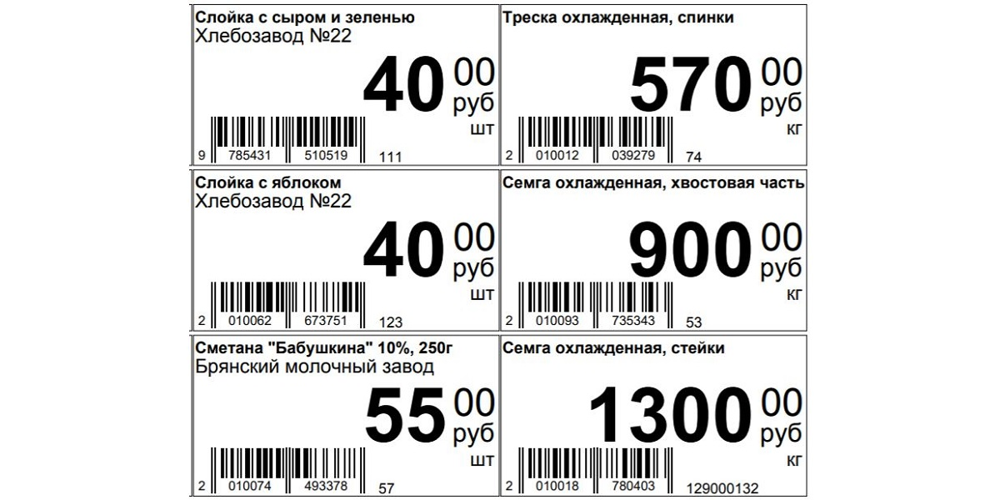 Слойка с сыром и зеленью
Хлебозавод №22
40 00
руб
шт
9 785431 510519 111
Треска охлажденная, спинки
570 00
руб
кг
2 010012 039279 74
Слойка с яблоком
Хлебозавод №22
40 00
руб
шт
2 010062 673751 123
Семга охлажденная, хвостовая часть
900 00
руб
кг
2 010093 735343 53
Сметана "Бабушкина" 10%, 250г
Брянский молочный завод
55 00
руб
шт
2 010074 493378 57
Семга охлажденная, стейки
1300 00
руб
кг
2 010018 780403 129000132